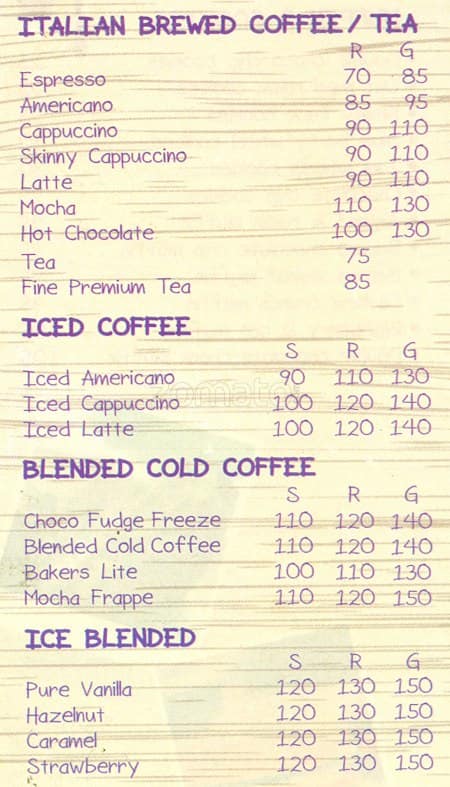 ITALIAN BREWED COFFEE / TEA
R G
Espresso 70 85
Americano 85 95
Cappuccino 90 110
Skinny Cappuccino 90 110
Latte 90 110
Mocha 110 130
Hot Chocolate 100 130
Tea 75
Fine Premium Tea 85
ICED COFFEE
S R G
Iced Americano 90 110 130
zomato
Iced Cappuccino 100 120 140
Iced Latte 100 120 140
BLENDED COLD COFFEE
S R G
Choco Fudge Freeze 110 120 140
Blended Cold Coffee 110 120 140
Bakers Lite 100 110 130
Mocha Frappe 110 120 150
ICE BLENDED
S R G
Pure Vanilla 120 130 150
Hazelnut 120 130 150
Caramel 120 130 150
Strawberry 120 130 150